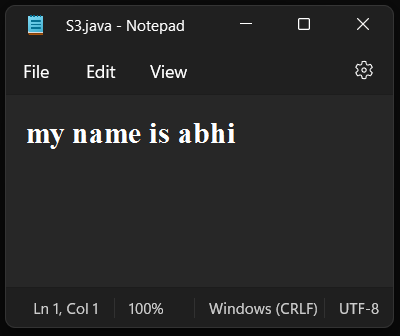 S3.java - Notepad
File Edit View
my name is abhi
Ln 1, Col 1 100% Windows (CRLF) UTF-8